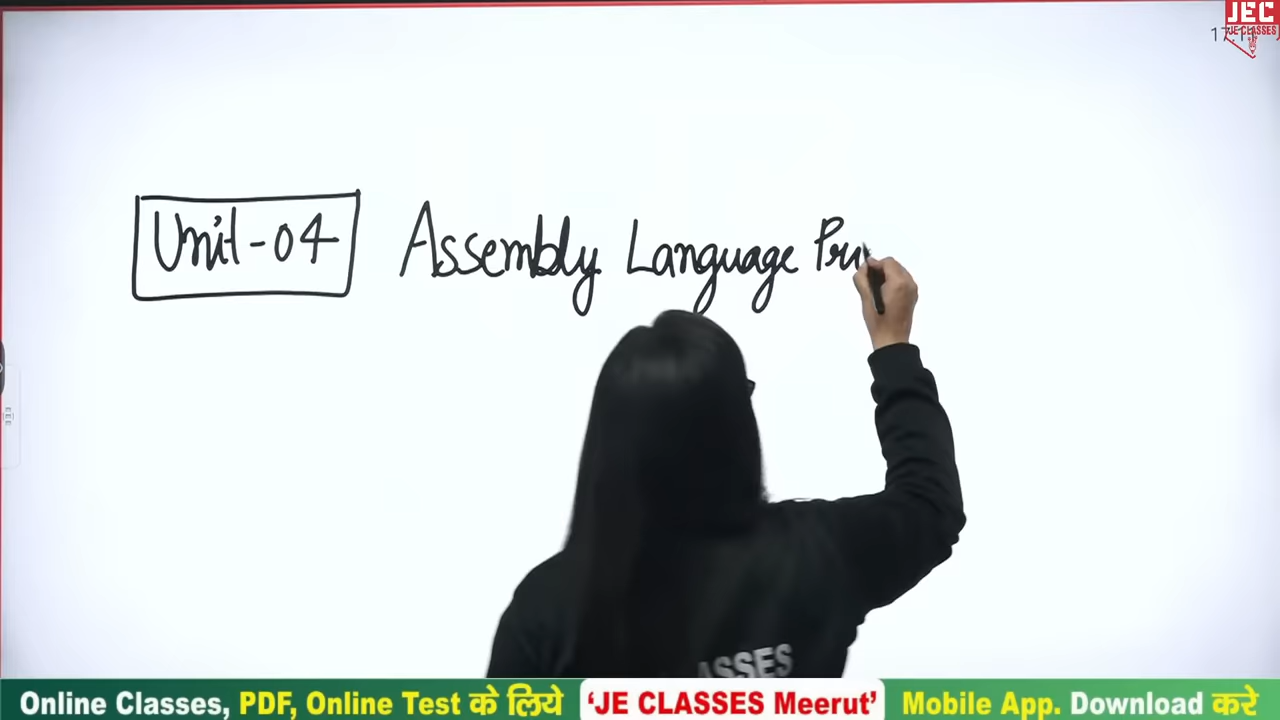 JEC
JE CLASSES
Unit-04 Assembly Language Pr
ASSES
Online Classes, PDF, Online Test के लिये 'JE CLASSES Meerut' Mobile App. Download करे